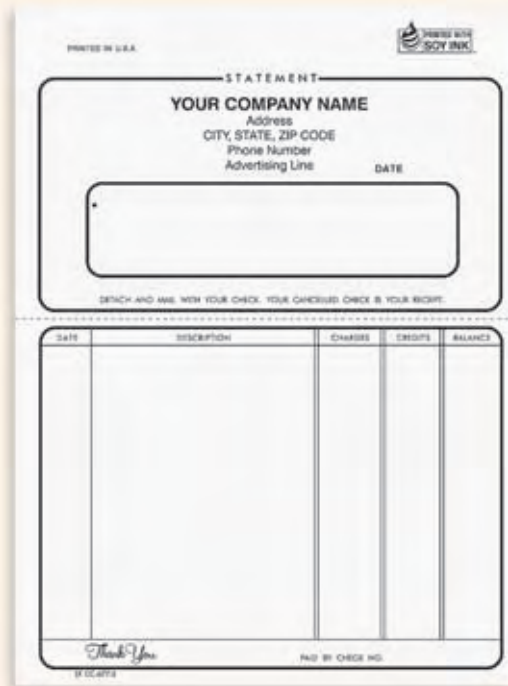 PRINTED IN U.S.A.
PRINTED WITH
SOY INK
STATEMENT
YOUR COMPANY NAME
Address
CITY, STATE, ZIP CODE
Phone Number
Advertising Line
DATE
DETACH AND MAIL WITH YOUR CHECK. YOUR CANCELLED CHECK IS YOUR RECEIPT.
DATE DESCRIPTION CHARGES CREDITS BALANCE
Thank You
PAID BY CHECK NO.